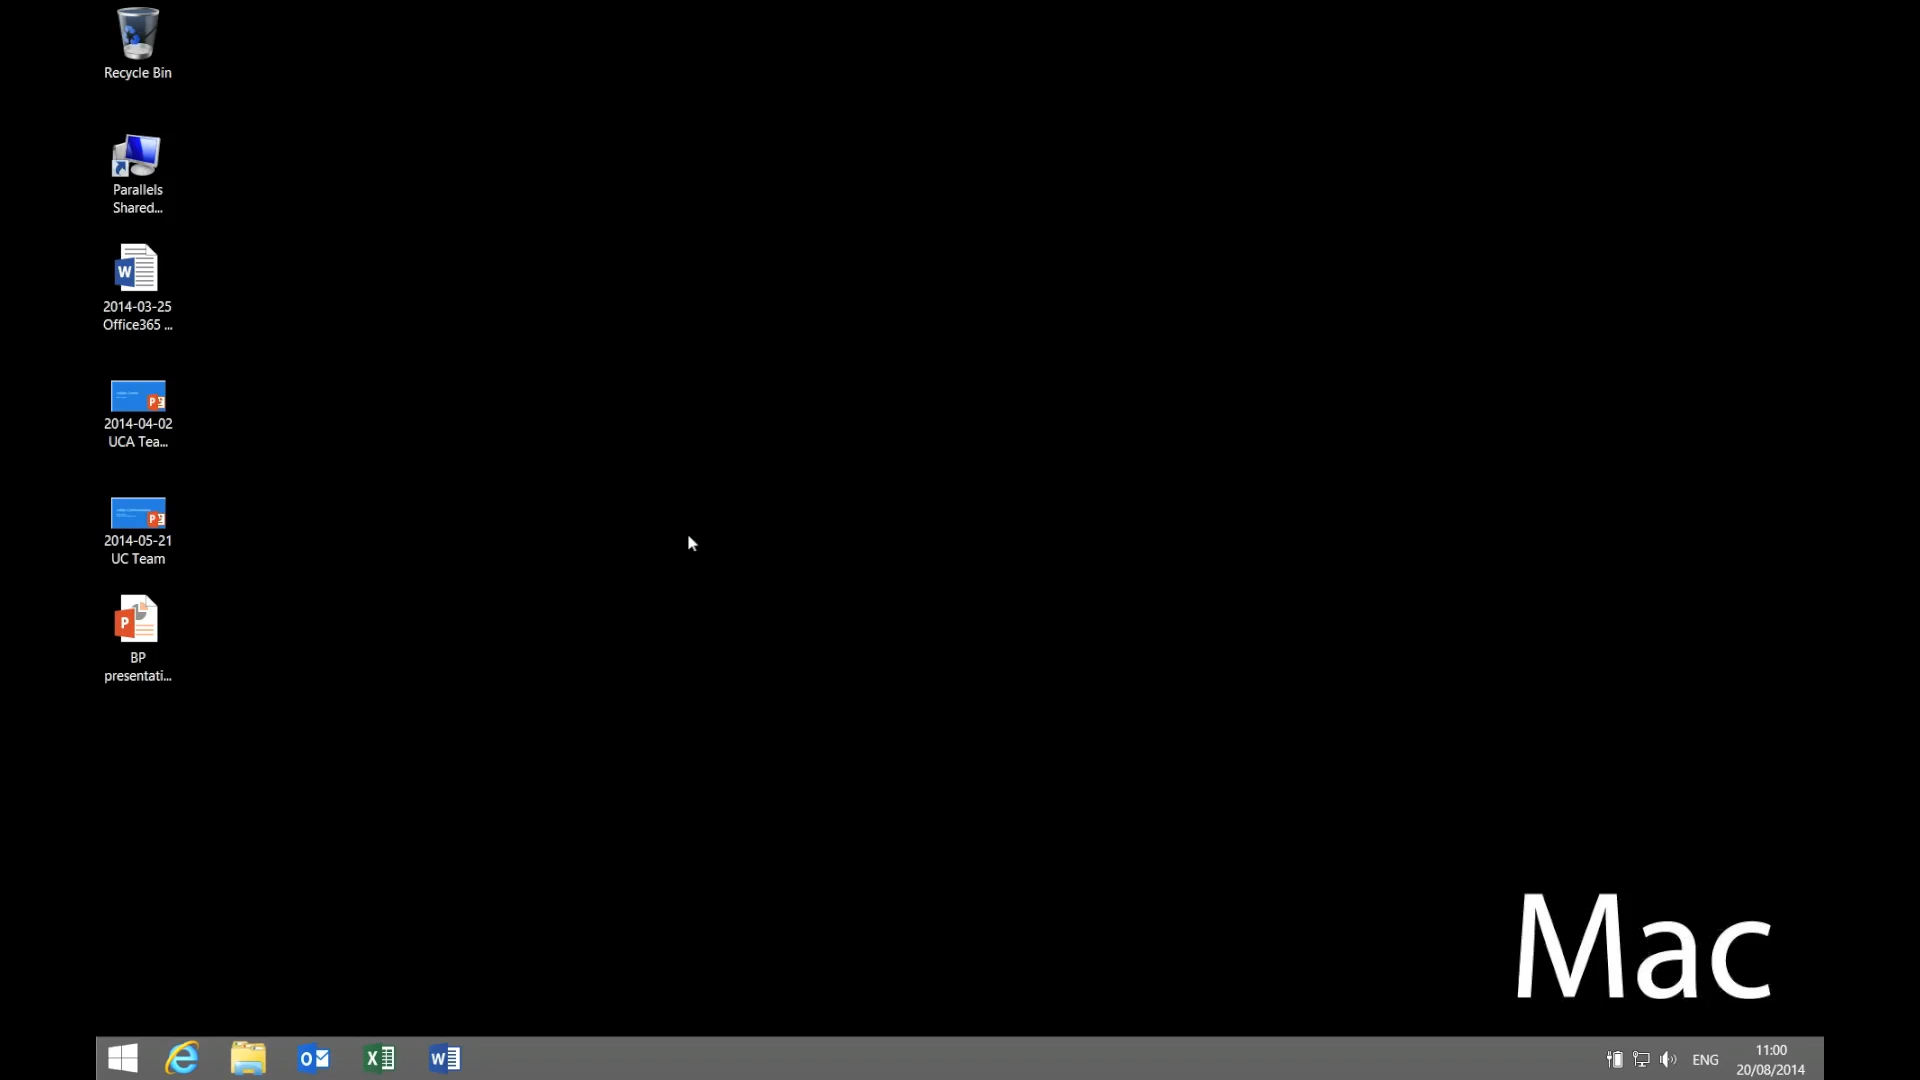 Recycle Bin
Parallels
Shared...
2014-03-25
Office365 ...
2014-04-02
UCA Tea...
2014-05-21
UC Team
BP
presentati...
Mac
ENG
11:00
20/08/2014